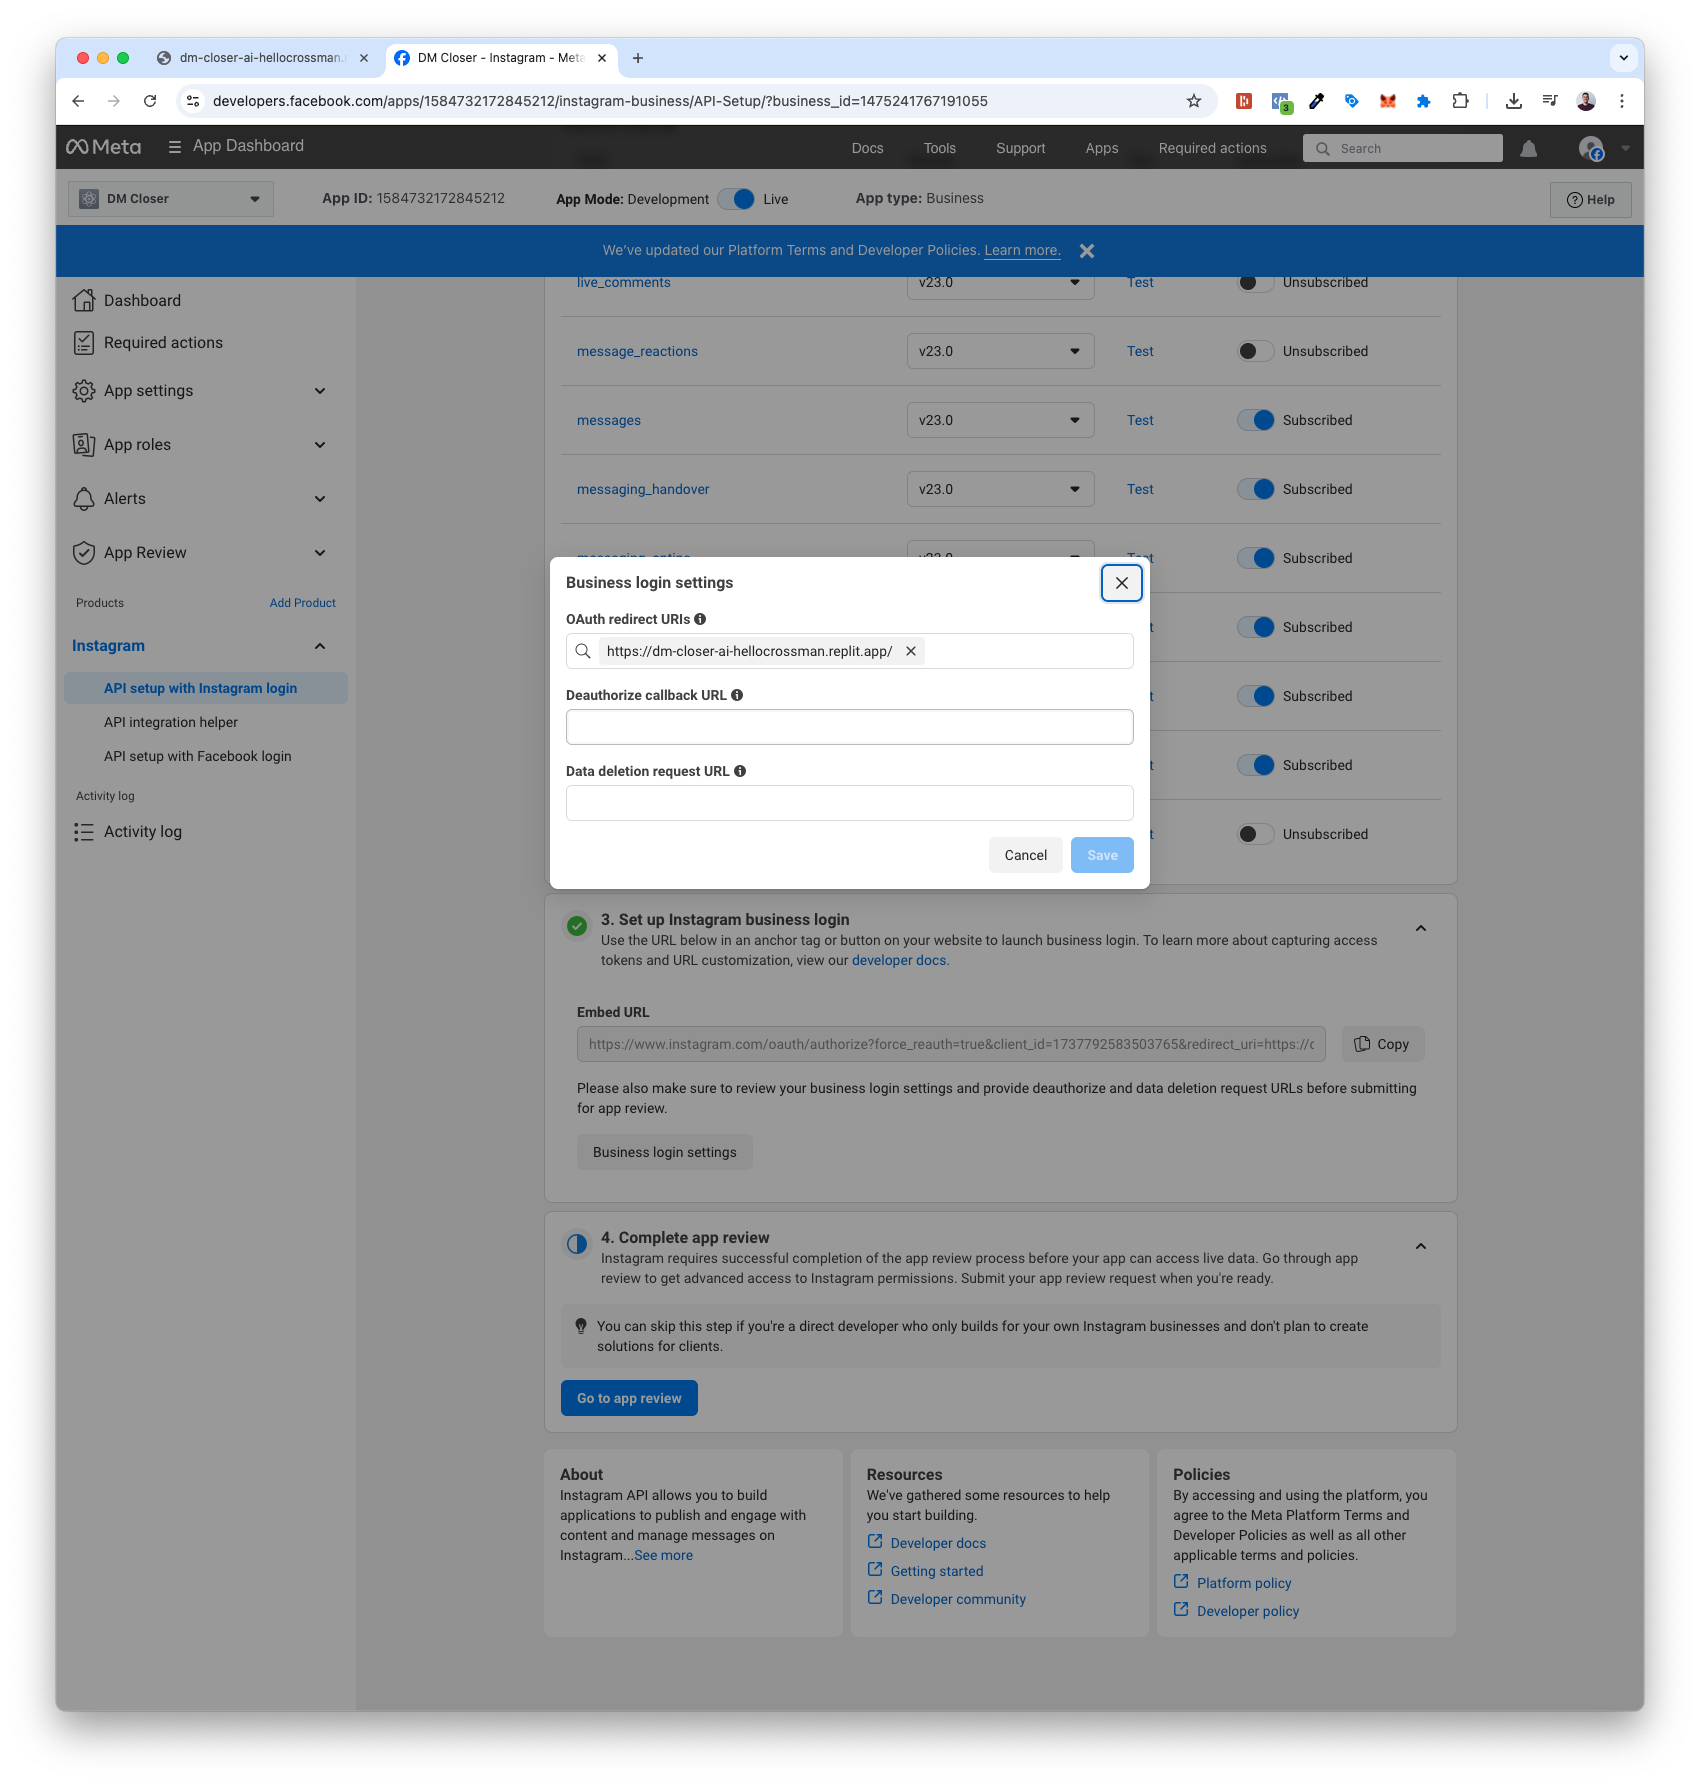 dm-closer-ai-hellocrossman.
DM Closer - Instagram - Meta
developers.facebook.com/apps/1584732172845212/instagram-business/API-Setup/?business_id=1475241767191055
3
Meta
App Dashboard
Docs
Tools
Support
Apps
Required actions
Search
DM Closer
App ID: 1584732172845212
App Mode: Development
Live
App type: Business
Help
We've updated our Platform Terms and Developer Policies. Learn more.
Dashboard
Required actions
App settings
App roles
Alerts
App Review
Products
Add Product
Instagram
API setup with Instagram login
API integration helper
API setup with Facebook login
Activity log
Activity log
live_comments
v23.0
Test
Unsubscribed
message_reactions
v23.0
Test
Unsubscribed
messages
v23.0
Test
Subscribed
messaging_handover
v23.0
Test
Subscribed
v23.0
Test
Subscribed
Subscribed
Subscribed
Subscribed
Unsubscribed
Business login settings
OAuth redirect URIs
https://dm-closer-ai-hellocrossman.replit.app/
Deauthorize callback URL
Data deletion request URL
Cancel
Save
3. Set up Instagram business login
Use the URL below in an anchor tag or button on your website to launch business login. To learn more about capturing access
tokens and URL customization, view our developer docs.
Embed URL
https://www.instagram.com/oauth/authorize?force_reauth=true&client_id=1737792583503765&redirect_uri=https://c
Copy
Please also make sure to review your business login settings and provide deauthorize and data deletion request URLs before submitting
for app review.
Business login settings
4. Complete app review
Instagram requires successful completion of the app review process before your app can access live data. Go through app
review to get advanced access to Instagram permissions. Submit your app review request when you're ready.
You can skip this step if you're a direct developer who only builds for your own Instagram businesses and don't plan to create
solutions for clients.
Go to app review
About
Instagram API allows you to build
applications to publish and engage with
content and manage messages on
Instagram...See more
Resources
We've gathered some resources to help
you start building.
Developer docs
Getting started
Developer community
Policies
By accessing and using the platform, you
agree to the Meta Platform Terms and
Developer Policies as well as all other
applicable terms and policies.
Platform policy
Developer policy